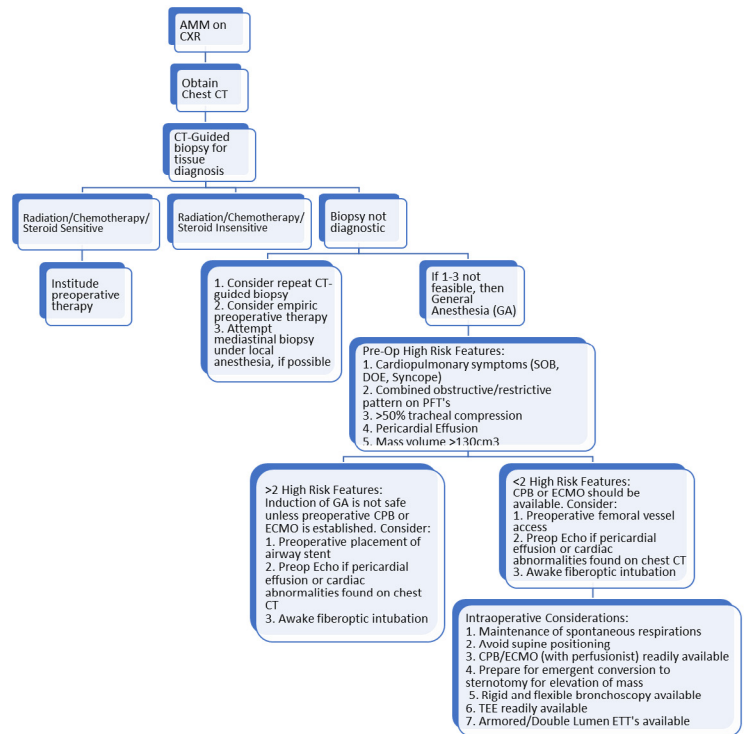 AMM on
CXR
Obtain
Chest CT
CT-Guided
biopsy for
tissue
diagnosis
Radiation/Chemotherapy/
Steroid Sensitive
Radiation/Chemotherapy/
Steroid Insensitive
Biopsy not
diagnostic
Institude
preoperative
therapy
1. Consider repeat CT-
guided biopsy
2. Consider empiric
preoperative therapy
3. Attempt
mediastinal biopsy
under local
anesthesia, if possible
If 1-3 not
feasible, then
General
Anesthesia (GA)
Pre-Op High Risk Features:
1. Cardiopulmonary symptoms (SOB,
DOE, Syncope)
2. Combined obstructive/restrictive
pattern on PFT's
3. >50% tracheal compression
4. Pericardial Effusion
5. Mass volume >130cm3
>2 High Risk Features:
Induction of GA is not safe
unless preoperative CPB or
ECMO is established. Consider:
1. Preoperative placement of
airway stent
2. Preop Echo if pericardial
effusion or cardiac
abnormalities found on chest
CT
3. Awake fiberoptic intubation
<2 High Risk Features:
CPB or ECMO should be
available. Consider:
1. Preoperative femoral vessel
access
2. Preop Echo if pericardial
effusion or cardiac
abnormalities found on chest CT
3. Awake fiberoptic intubation
Intraoperative Considerations:
1. Maintenance of spontaneous respirations
2. Avoid supine positioning
3. CPB/ECMO (with perfusionist) readily available
4. Prepare for emergent conversion to
sternotomy for elevation of mass
5. Rigid and flexible bronchoscopy available
6. TEE readily available
7. Armored/Double Lumen ETT's available